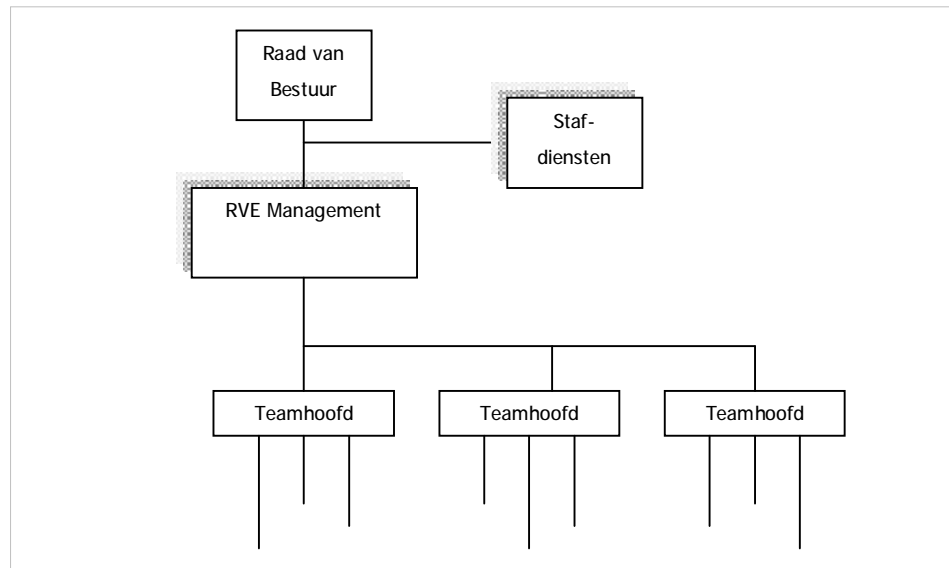 Raad van
Bestuur
Staf-
diensten
RVE Management
Teamhoofd
Teamhoofd
Teamhoofd